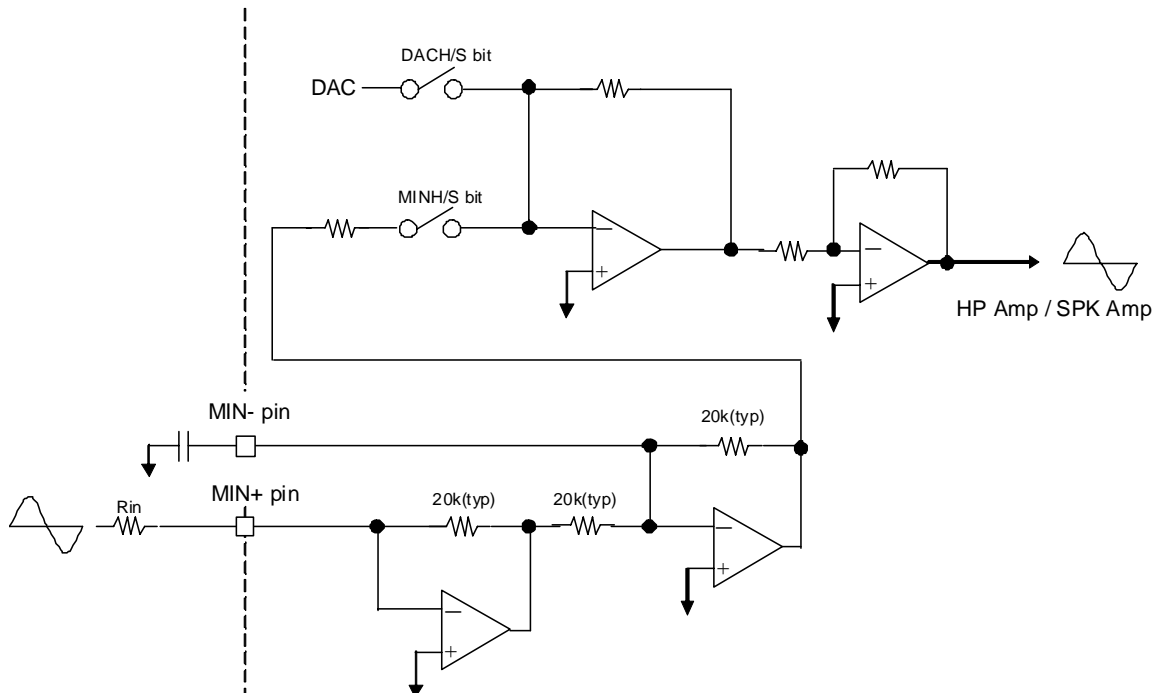 DACH/S bit
DAC
MINH/S bit
−
+
−
+
HP Amp / SPK Amp
MIN- pin
20k(typ)
MIN+ pin
Rin
20k(typ)
20k(typ)
−
+
−
+